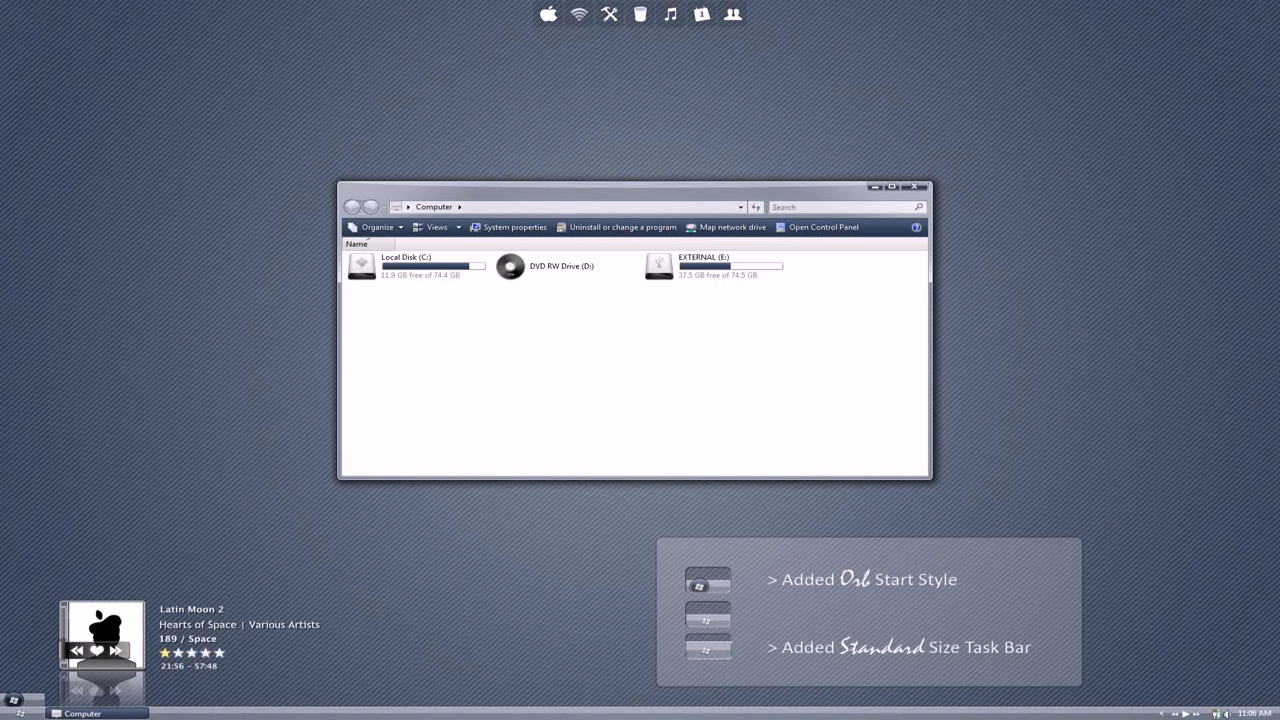 1
Computer
Search
Organize Views System properties Uninstall or change a program Map network drive Open Control Panel ?
Name
Local Disk (C:)
11.9 GB free of 74.4 GB
DVD RW Drive (D:)
EXTERNAL (E:)
37.5 GB free of 74.5 GB
> Added Orb Start Style
> Added Standard Size Task Bar
Latin Moon 2
Hearts of Space | Various Artists
189 / Space
21:56 - 57:48
Computer
11:06 AM